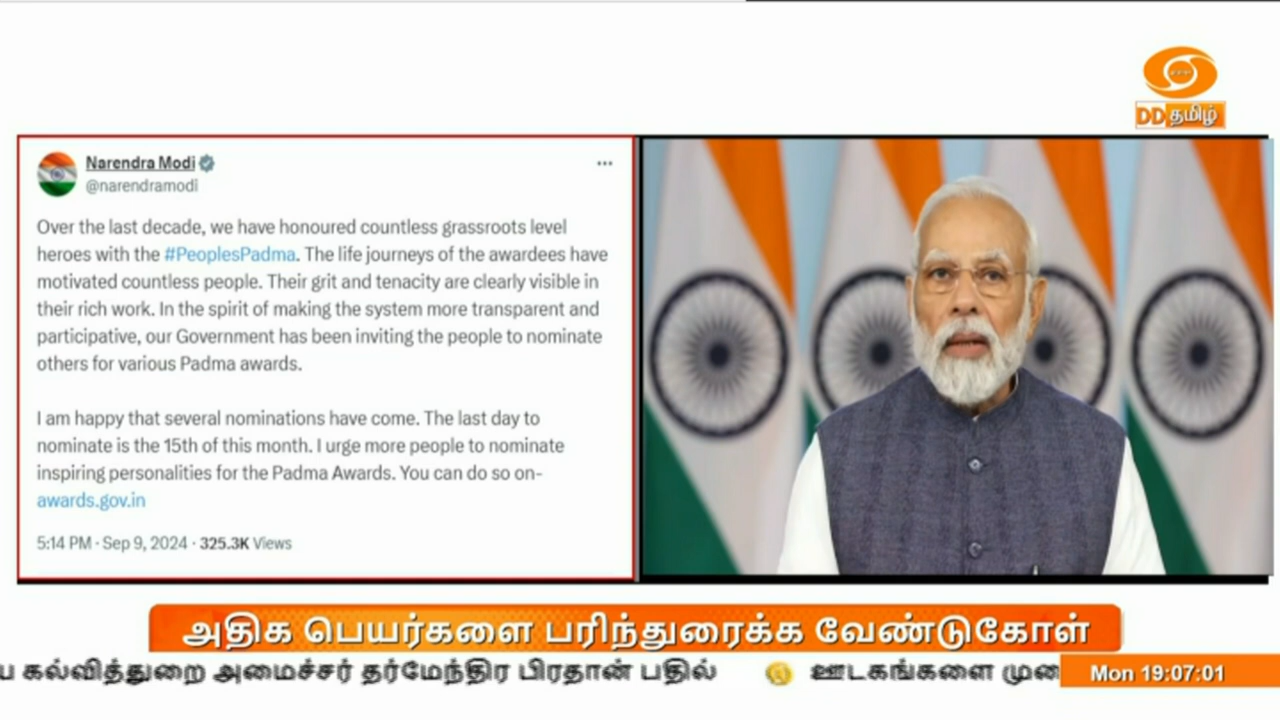 DD தமிழ்
Narendra Modi
@narendramodi
Over the last decade, we have honoured countless grassroots level
heroes with the #PeoplesPadma. The life journeys of the awardees have
motivated countless people. Their grit and tenacity are clearly visible in
their rich work. In the spirit of making the system more transparent and
participative, our Government has been inviting the people to nominate
others for various Padma awards.
I am happy that several nominations have come. The last day to
nominate is the 15th of this month. I urge more people to nominate
inspiring personalities for the Padma Awards. You can do so on-
awards.gov.in
5:14 PM · Sep 9, 2024 · 325.3K Views
அதிக பெயர்களை பரிந்துரைக்க வேண்டுகோள்
கல்வித்துறை அமைச்சர் தர்மேந்திர பிரதான் பதில் ஊடகங்களை
Mon 19:07:01